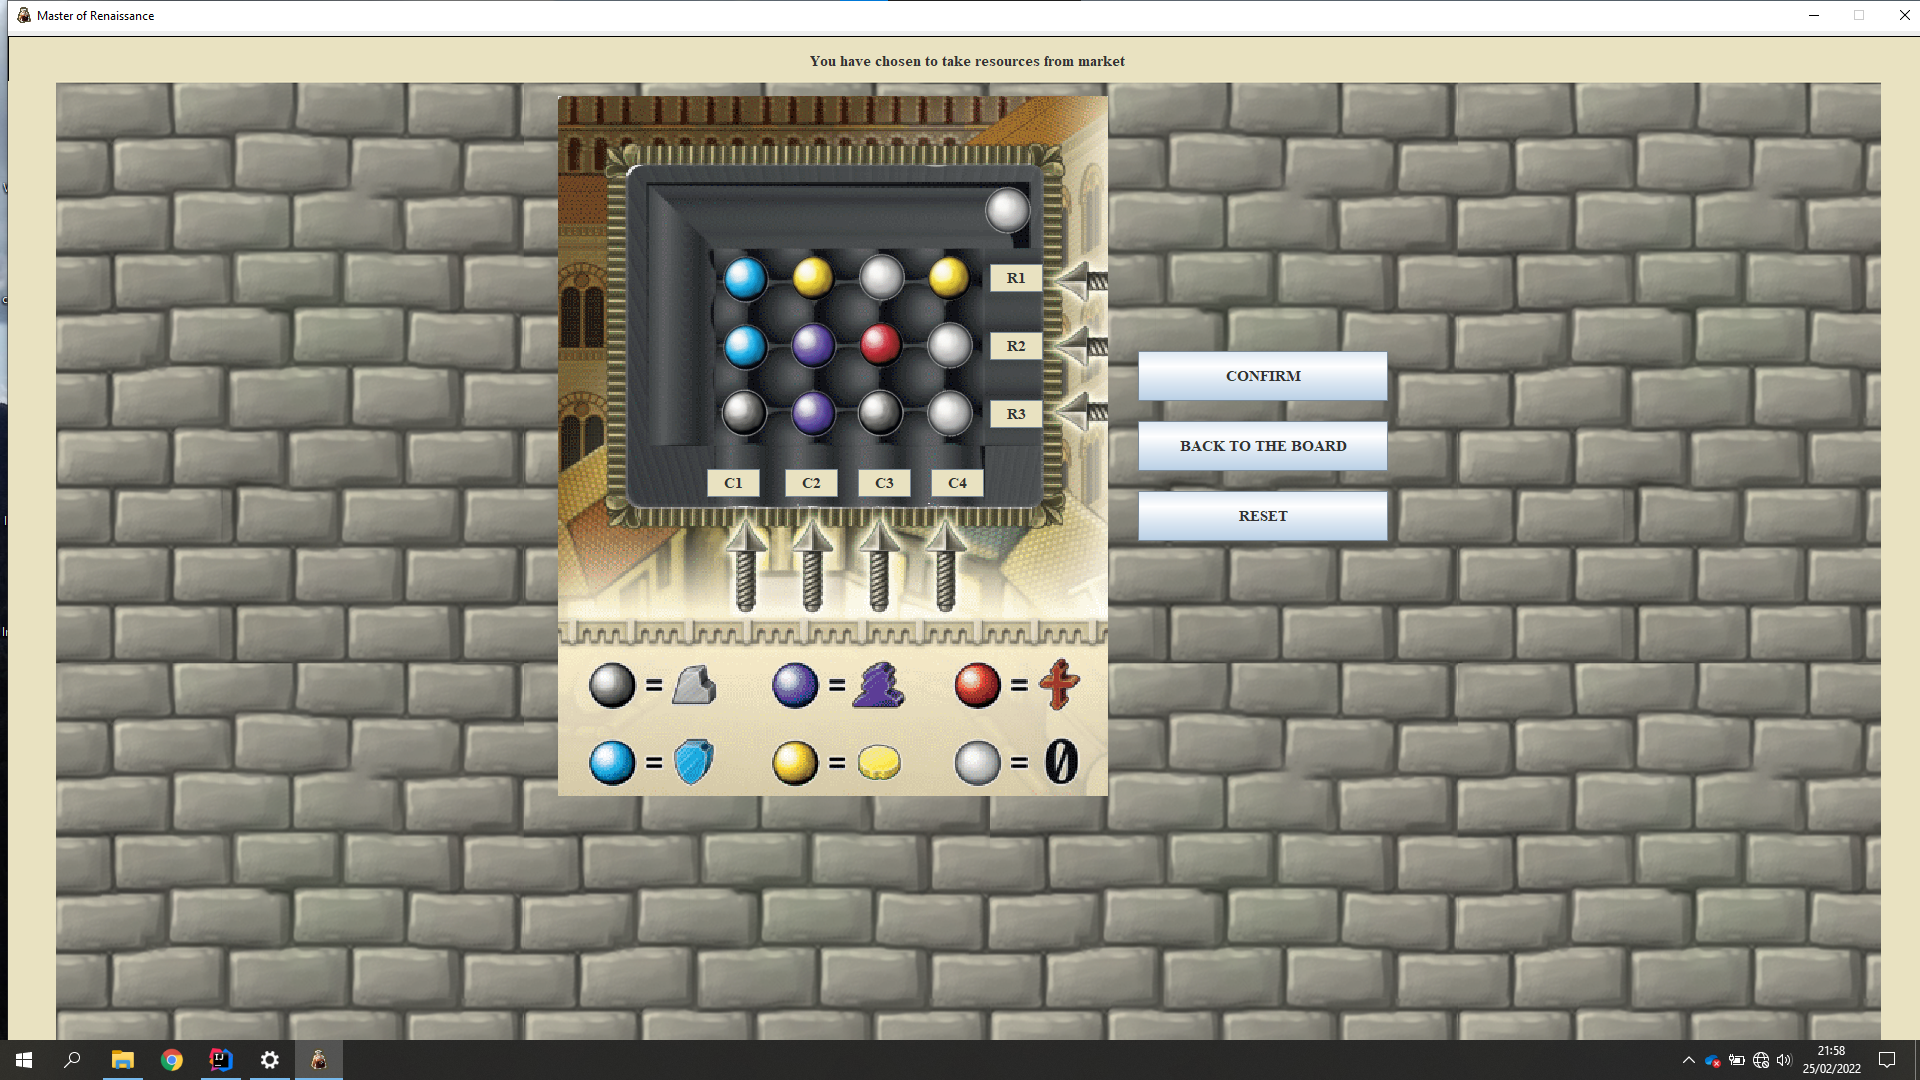 Master of Renaissance
You have chosen to take resources from market
R1
R2
R3
C1 C2 C3 C4
CONFIRM
BACK TO THE BOARD
RESET
= = =
= = = 0
21:58
25/02/2022